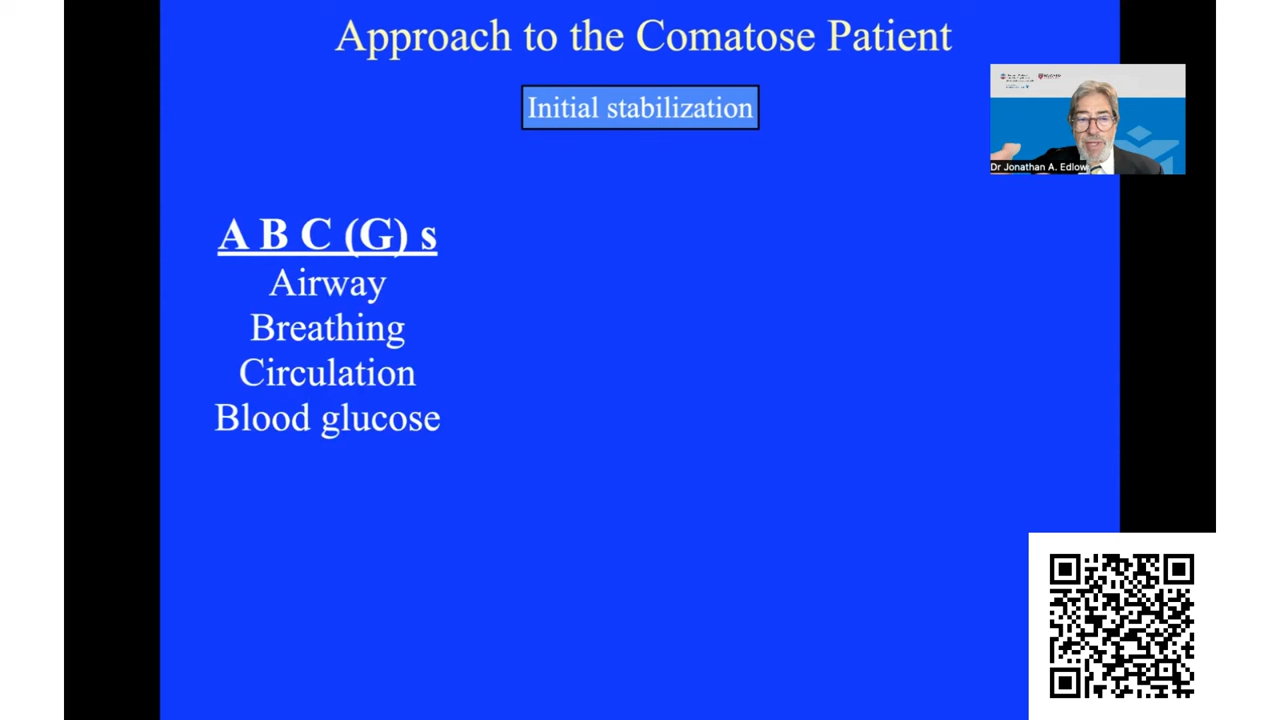 Approach to the Comatose Patient
Initial stabilization
Dr Jonathan A. Edlow
A B C (G) s
Airway
Breathing
Circulation
Blood glucose